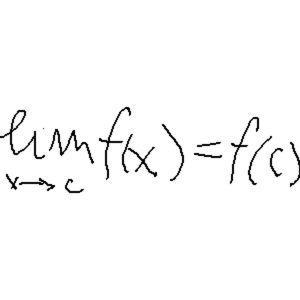 lim f(x) = f(c)
x→c